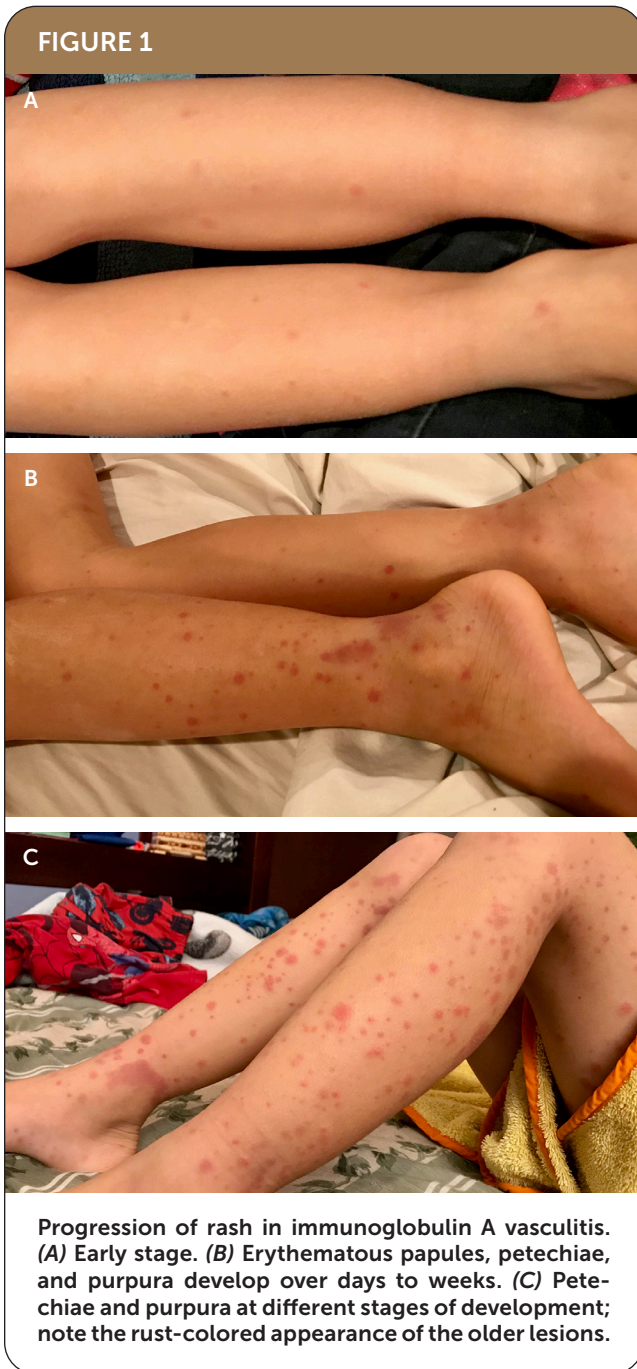 FIGURE 1
A
B
C
Progression of rash in immunoglobulin A vasculitis.
(A) Early stage. (B) Erythematous papules, petechiae,
and purpura develop over days to weeks. (C) Pete-
chiae and purpura at different stages of development;
note the rust-colored appearance of the older lesions.